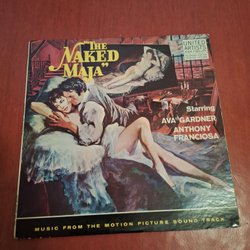 "THE
NAKED
MAJA"
UNITED
ARTISTS
Starring
AVA GARDNER
ANTHONY
FRANCIOSA
MUSIC FROM THE MOTION PICTURE SOUND TRACK